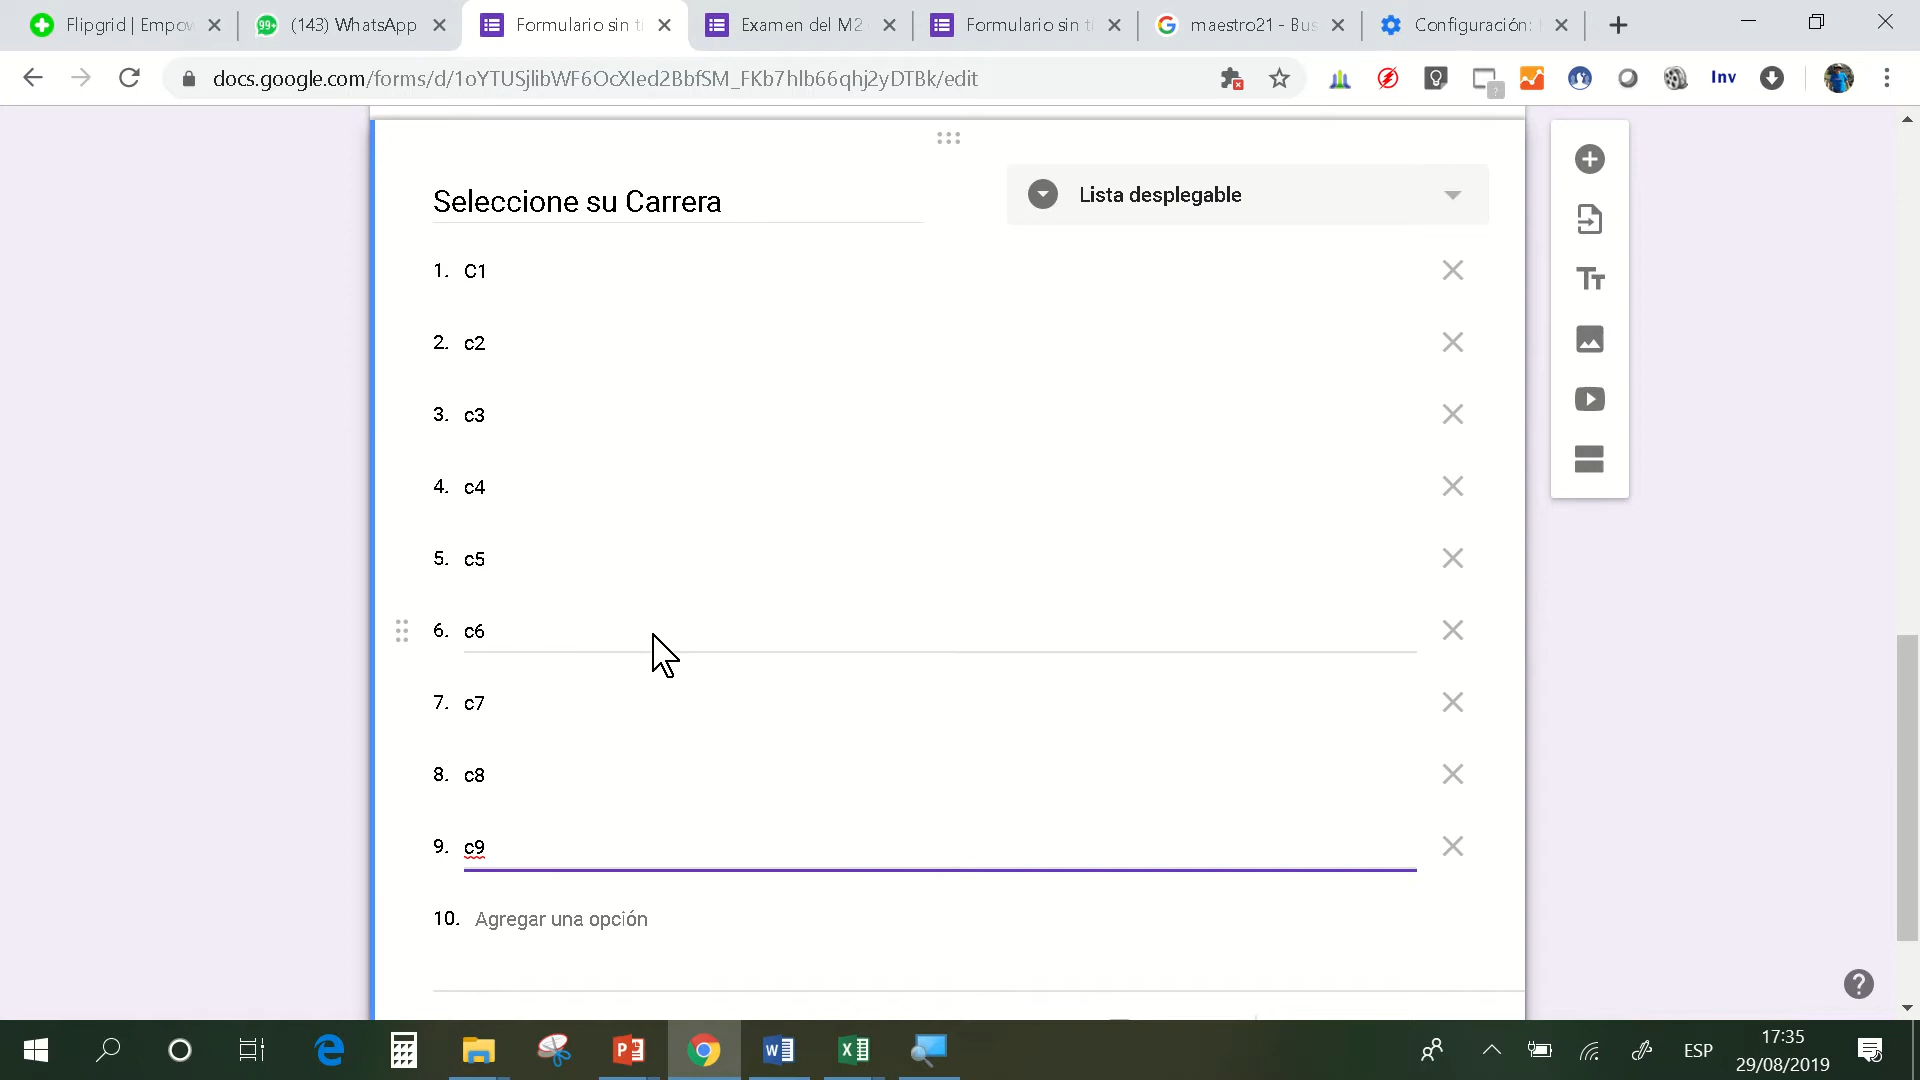 Flipgrid | Empow
(143) WhatsApp
Formulario sin t
Examen del M2
Formulario sin t
maestro21 - Bus
Configuración:
docs.google.com/forms/d/1oYTUSjlibWF6OcXIed2BbfSM_FKb7hlb66qhj2yDTBk/edit
Inv
Seleccione su Carrera
Lista desplegable
1. C1
2. c2
3. c3
4. c4
5. c5
6. c6
7. c7
8. c8
9. c9
10. Agregar una opción
ESP
17:35
29/08/2019